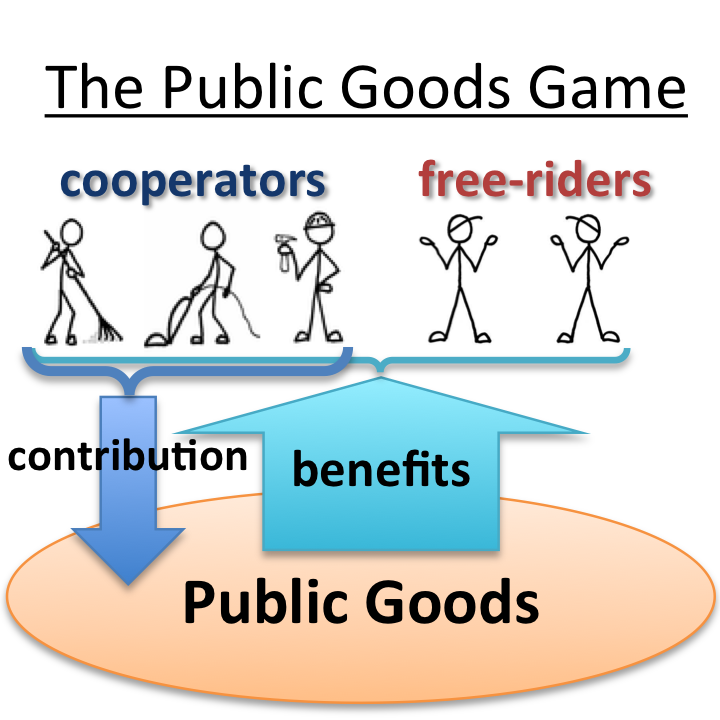 The Public Goods Game
cooperators free-riders
contribution
benefits
Public Goods